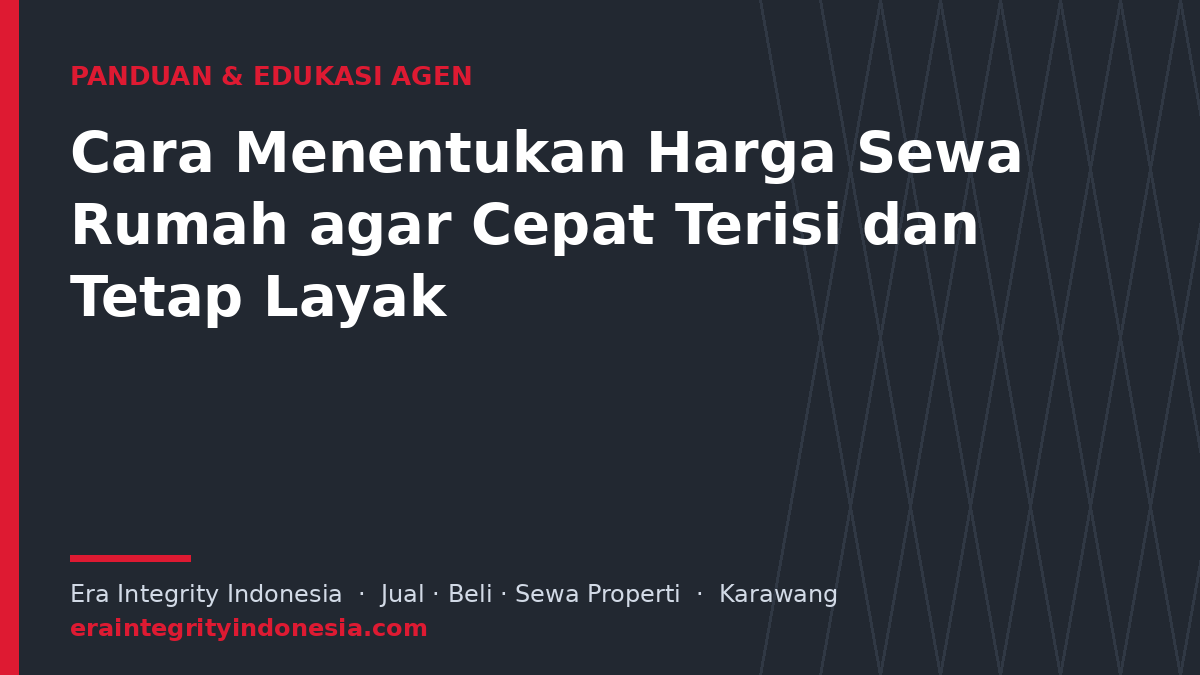 PANDUAN & EDUKASI AGEN
Cara Menentukan Harga Sewa
Rumah agar Cepat Terisi dan
Tetap Layak
Era Integrity Indonesia · Jual · Beli · Sewa Properti · Karawang
eraintegrityindonesia.com